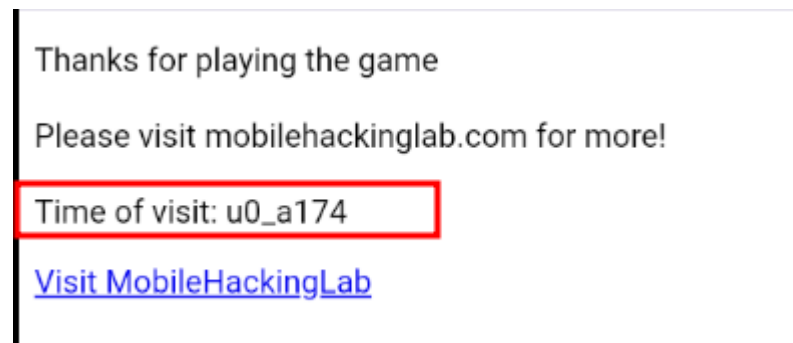 Thanks for playing the game
Please visit mobilehackinglab.com for more!
Time of visit: u0_a174
Visit MobileHackingLab